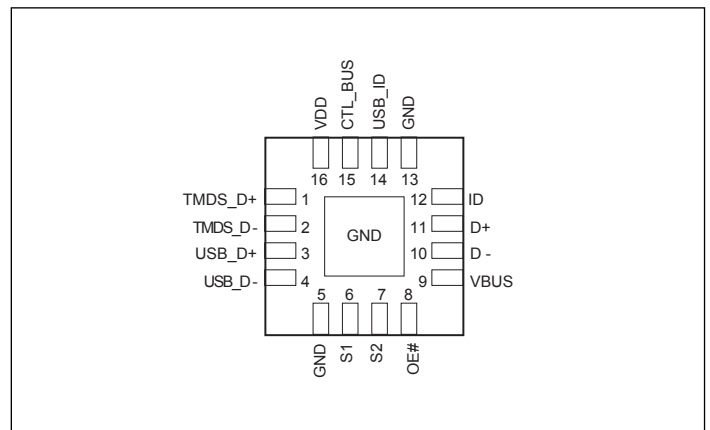 VDD
CTL_BUS
USB_ID
GND
16 15 14 13
TMDS_D+ 1
TMDS_D- 2
USB_D+ 3
USB_D- 4
GND
12 ID
11 D+
10 D -
9 VBUS
5 6 7 8
GND
S1
S2
OE#